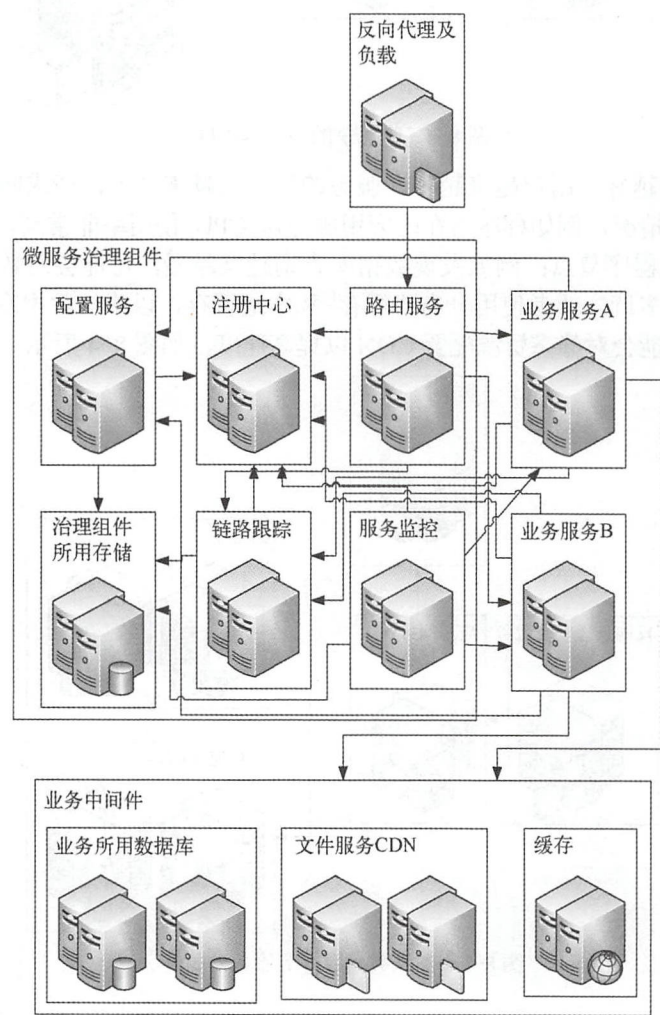 反向代理及
负载
微服务治理组件
配置服务
注册中心
路由服务
业务服务A
治理组件
所用存储
链路跟踪
服务监控
业务服务B
业务中间件
业务所用数据库
文件服务CDN
缓存